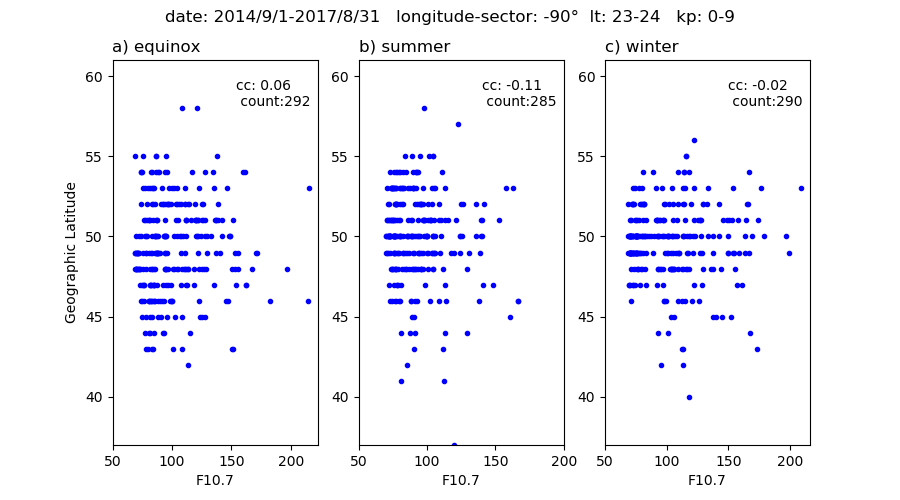 date: 2014/9/1-2017/8/31   longitude-sector: -90°  lt: 23-24   kp: 0-9
a) equinox
b) summer
c) winter
cc: 0.06
count:292
cc: -0.11
count:285
cc: -0.02
count:290
Geographic Latitude
60
55
50
45
40
60
55
50
45
40
60
55
50
45
40
50 100 150 200
50 100 150 200
50 100 150 200
F10.7
F10.7
F10.7